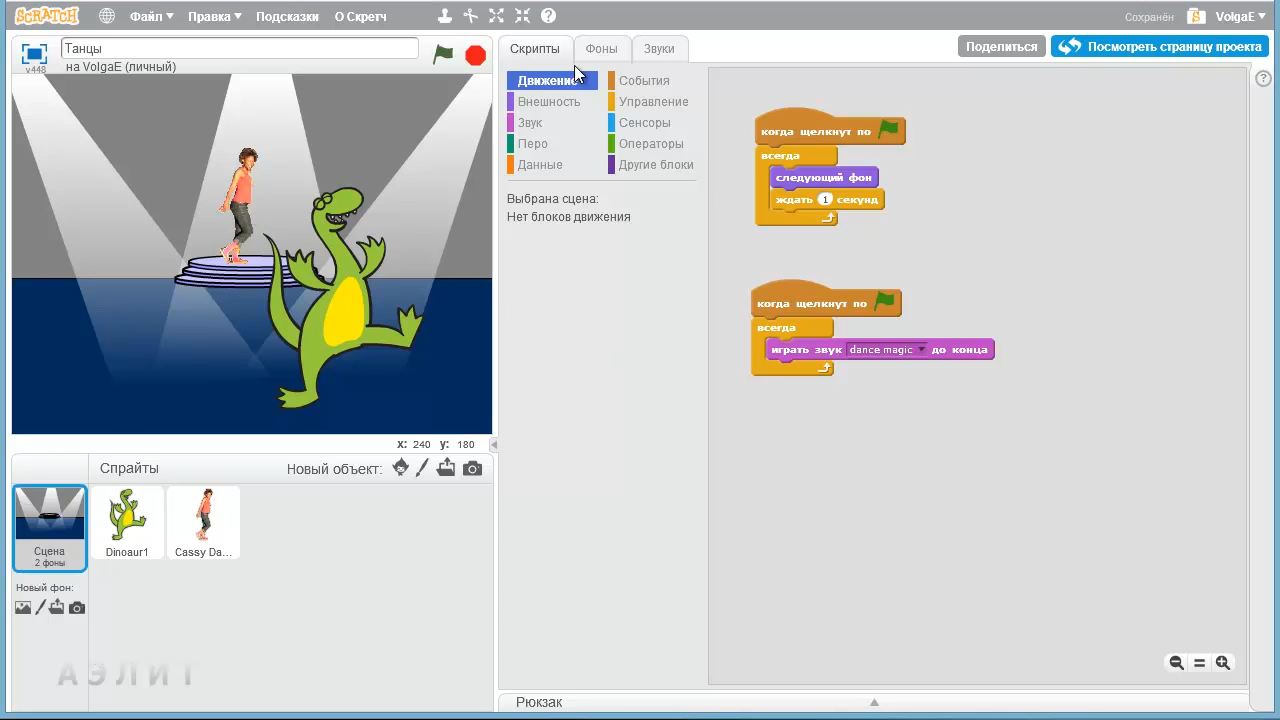 SCRATCH Файл Правка Подсказки О Скретч Сохранён S VolgaE
v448 Танцы
на VolgaE (личный)
Скрипты Фоны Звуки
Поделиться Посмотреть страницу проекта
Движение События
Внешность Управление
Звук Сенсоры
Перо Операторы
Данные Другие блоки
Выбрана сцена:
Нет блоков движения
когда щелкнут по
всегда
следующий фон
ждать 1 секунд
когда щелкнут по
всегда
играть звук dance magic до конца
x: 240 y: 180
Спрайты Новый объект:
Сцена
2 фоны
Dinoaur1
Cassy Da...
Новый фон:
АЭЛИТ
Рюкзак